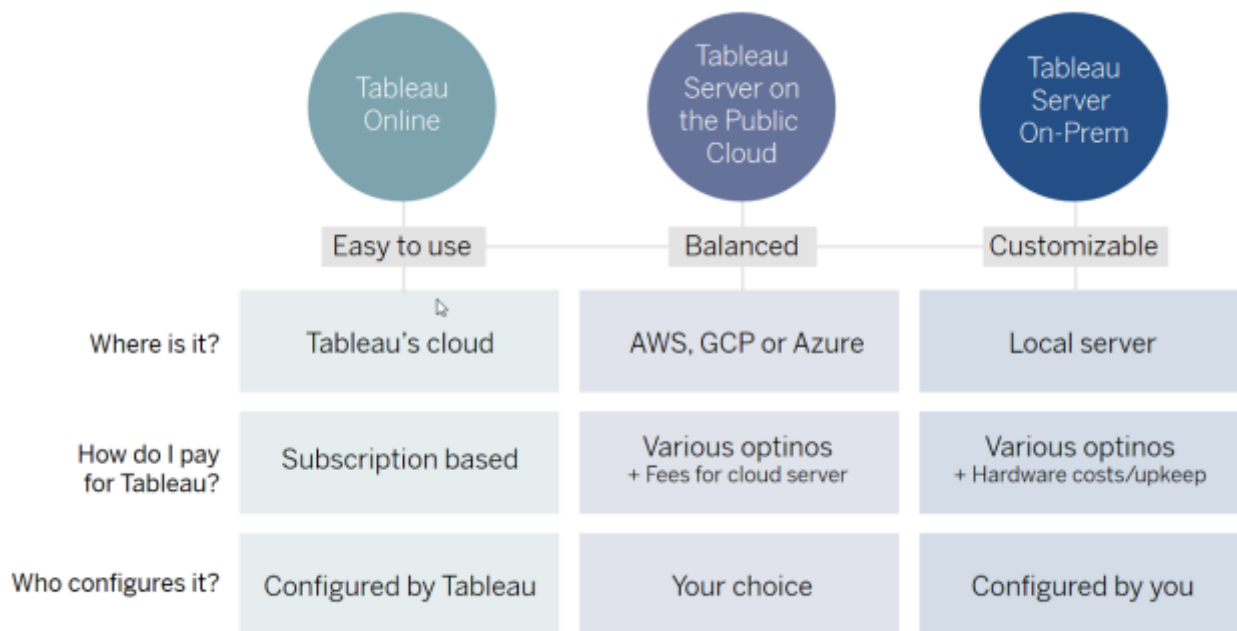 Tableau
Online
Tableau
Server on
the Public
Cloud
Tableau
Server
On-Prem
Easy to use
Balanced
Customizable
Where is it?
Tableau's cloud
AWS, GCP or Azure
Local server
How do I pay
for Tableau?
Subscription based
Various optinos
+ Fees for cloud server
Various optinos
+ Hardware costs/upkeep
Who configures it?
Configured by Tableau
Your choice
Configured by you